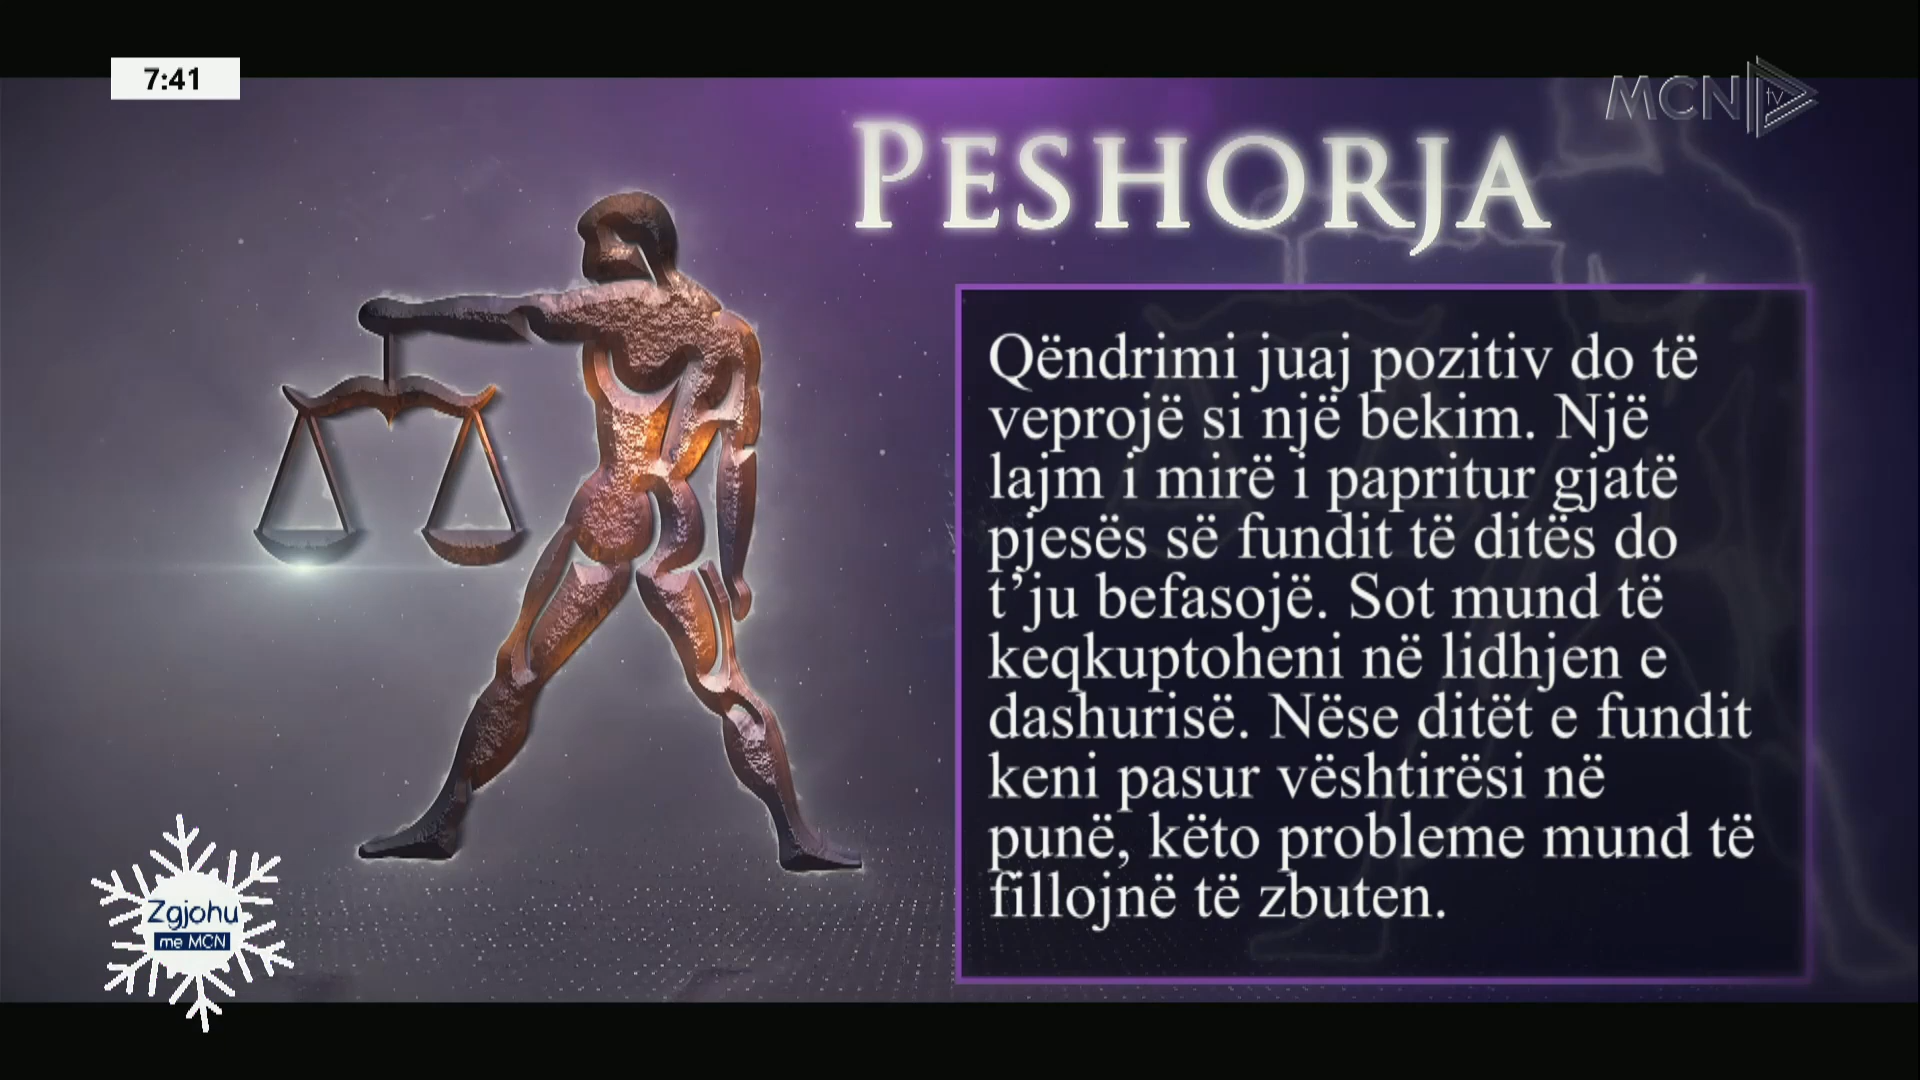 7:41
MCN tv
PESHORJA
Qëndrimi juaj pozitiv do të
veprojë si një bekim. Një
lajm i mirë i papritur gjatë
pjesës së fundit të ditës do
t’ju befasojë. Sot mund të
keqkuptoheni në lidhjen e
dashurisë. Nëse ditët e fundit
keni pasur vështirësi në
punë, këto probleme mund të
fillojnë të zbuten.
Zgjohu
me MCN